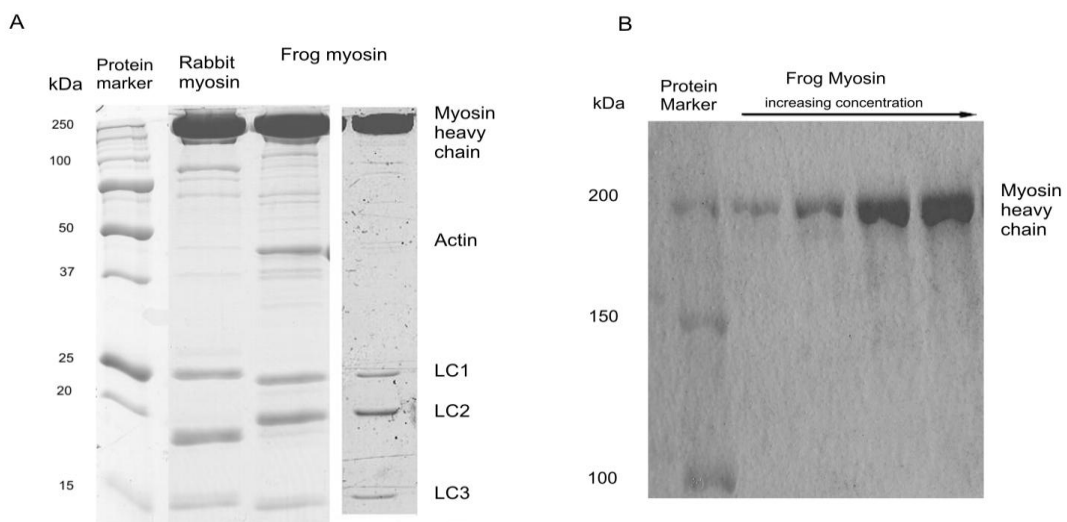 A
Protein
marker
Rabbit
myosin
Frog myosin
kDa
250
100
50
37
25
20
15
Myosin
heavy
chain
Actin
LC1
LC2
LC3
B
kDa
Protein
Marker
Frog Myosin
increasing concentration
200
150
100
Myosin
heavy
chain